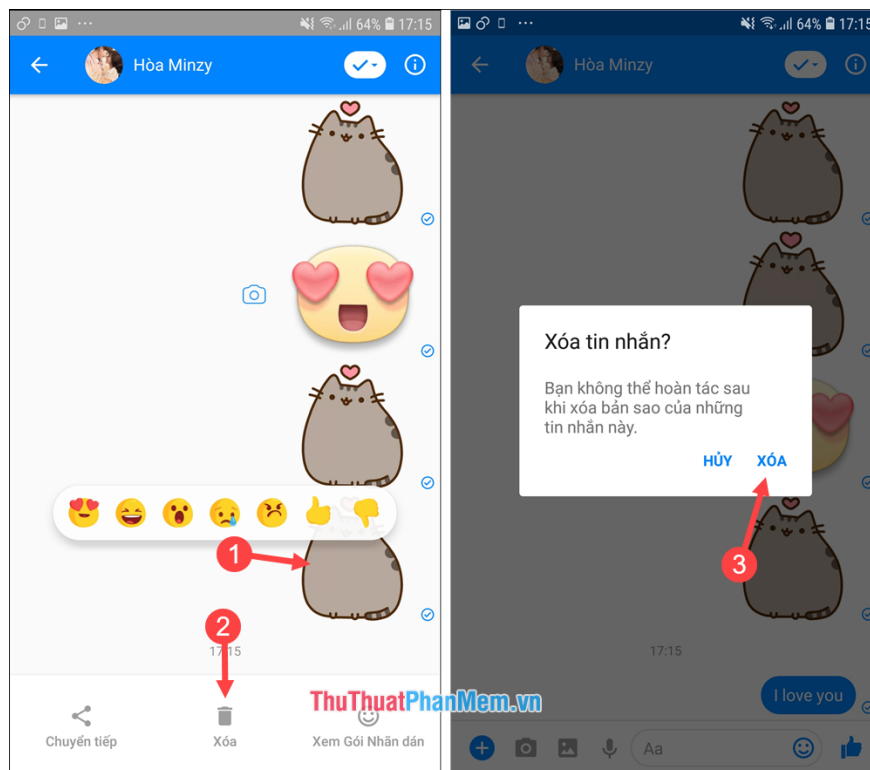 64% 17:15
Hòa Minzy
1
2
17:15
Chuyển tiếp
Xóa
Xem Gói Nhãn dán
64% 17:15
Hòa Minzy
Xóa tin nhắn?
Bạn không thể hoàn tác sau
khi xóa bản sao của những
tin nhắn này.
HỦY XÓA
3
17:15
I love you
Aa
ThuThuatPhanMem.vn